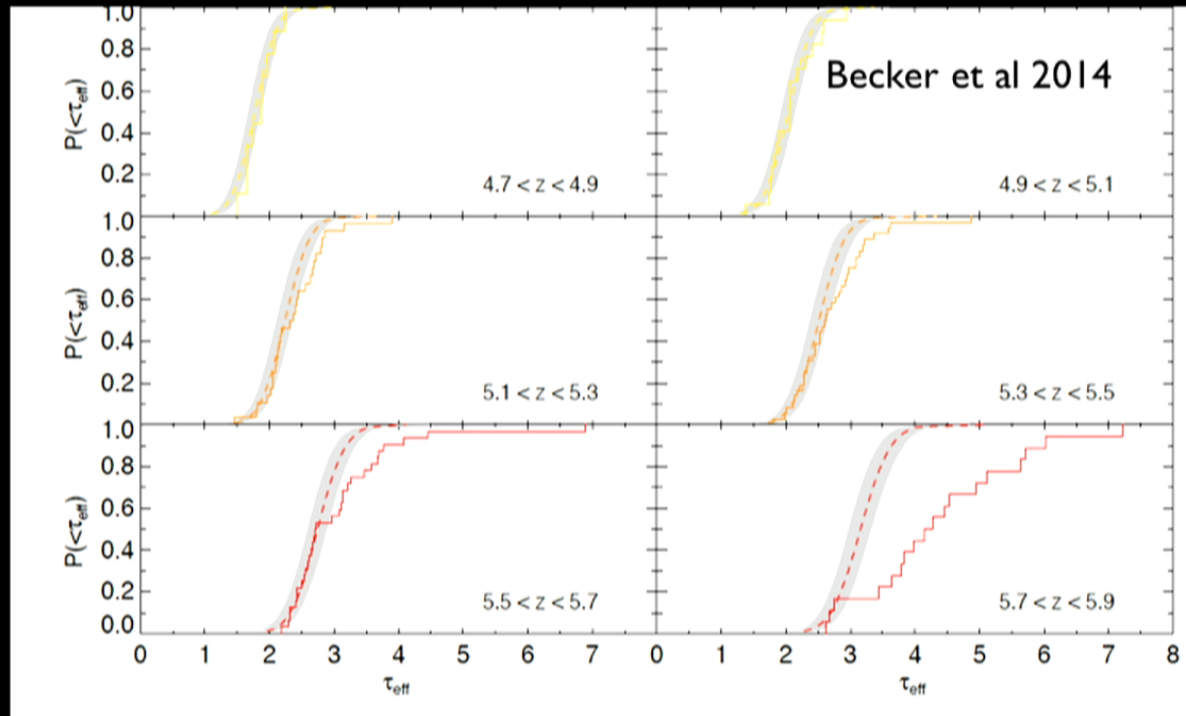 Becker et al 2014
1.0
0.8
0.6
0.4
0.2
P(<τeff)
4.7 < z < 4.9
4.9 < z < 5.1
1.0
0.8
0.6
0.4
0.2
P(<τeff)
5.1 < z < 5.3
5.3 < z < 5.5
1.0
0.8
0.6
0.4
0.2
0.0
P(<τeff)
5.5 < z < 5.7
5.7 < z < 5.9
0 1 2 3 4 5 6 7 0 1 2 3 4 5 6 7 8
τeff τeff